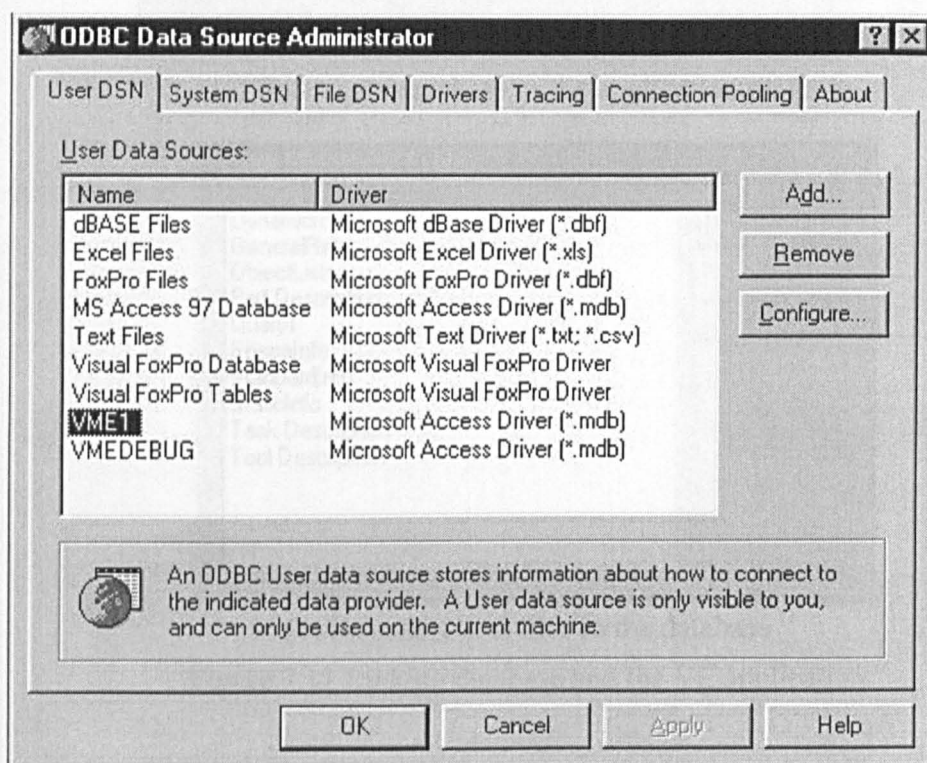 ODBC Data Source Administrator
User DSN System DSN File DSN Drivers Tracing Connection Pooling About
User Data Sources:
Name Driver
dBASE Files Microsoft dBase Driver (*.dbf)
Excel Files Microsoft Excel Driver (*.xls)
FoxPro Files Microsoft FoxPro Driver (*.dbf)
MS Access 97 Database Microsoft Access Driver (*.mdb)
Text Files Microsoft Text Driver (*.txt; *.csv)
Visual FoxPro Database Microsoft Visual FoxPro Driver
Visual FoxPro Tables Microsoft Visual FoxPro Driver
VME1 Microsoft Access Driver (*.mdb)
VMEDEBUG Microsoft Access Driver (*.mdb)
Add...
Remove
Configure...
An ODBC User data source stores information about how to connect to
the indicated data provider. A User data source is only visible to you,
and can only be used on the current machine.
OK Cancel Apply Help